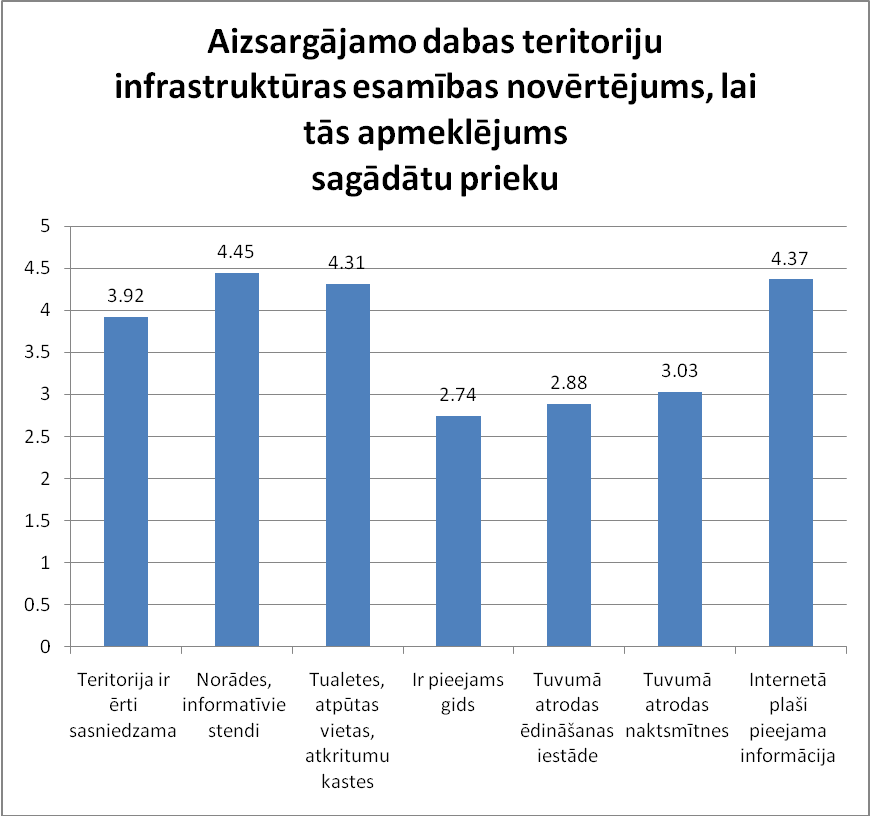 Aizsargājamo dabas teritoriju
infrastruktūras esamības novērtējums, lai
tās apmeklējums
sagādātu prieku
5
4.5
4
3.5
3
2.5
2
1.5
1
0.5
0
3.92
4.45
4.31
2.74
2.88
3.03
4.37
Teritorija ir
ērti
sasniedzama
Norādes,
informatīvie
stendi
Tualetes,
atpūtas
vietas,
atkritumu
kastes
Ir pieejams
gids
Tuvumā
atrodas
ēdināšanas
iestāde
Tuvumā
atrodas
naktsmītnes
Internetā
plaši
pieejama
informācija